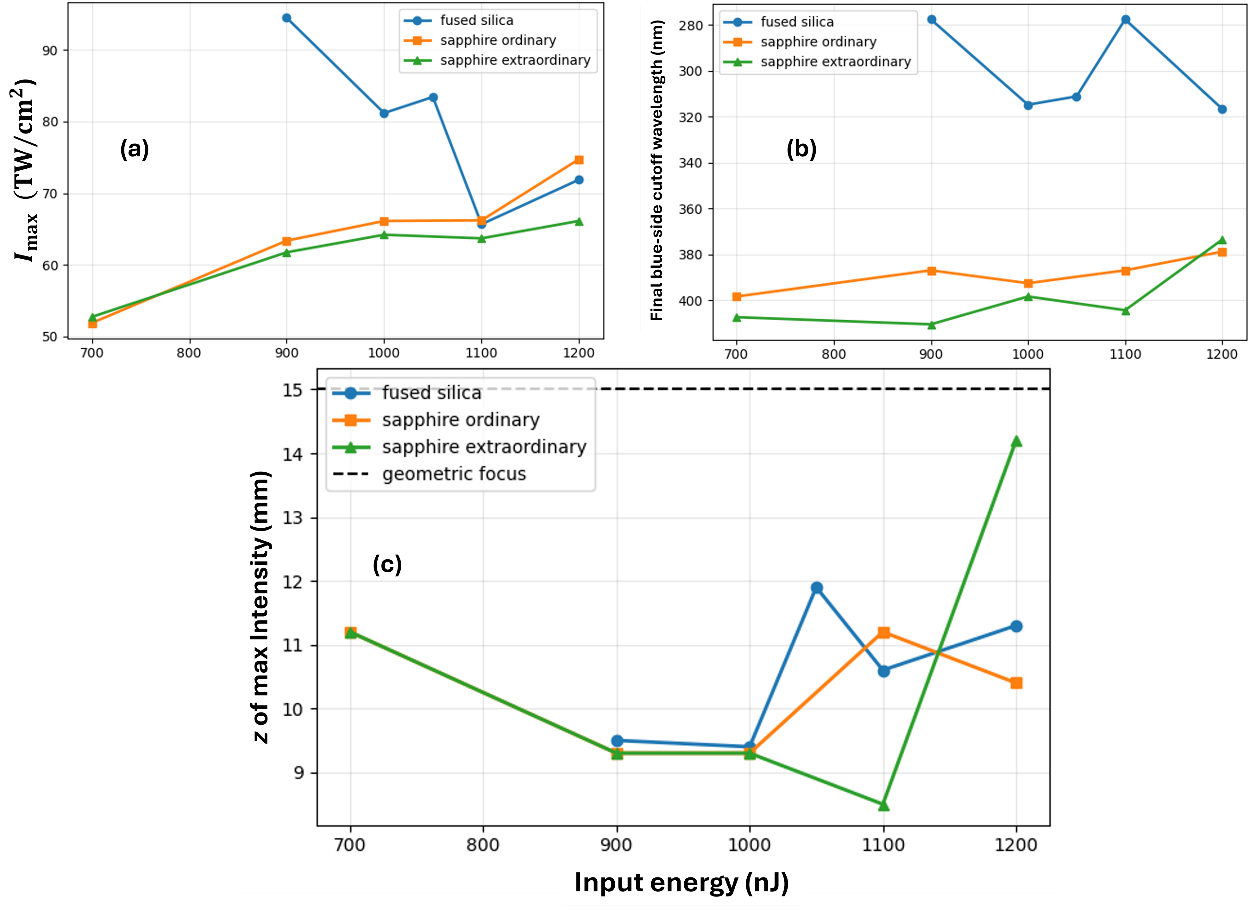 fused silica
sapphire ordinary
sapphire extraordinary
(a)
I_max (TW/cm²)
90
80
70
60
50
700 800 900 1000 1100 1200
fused silica
sapphire ordinary
sapphire extraordinary
(b)
Final blue-side cutoff wavelength (nm)
280
300
320
340
360
380
400
700 800 900 1000 1100 1200
fused silica
sapphire ordinary
sapphire extraordinary
geometric focus
(c)
z of max Intensity (mm)
15
14
13
12
11
10
9
700 800 900 1000 1100 1200
Input energy (nJ)